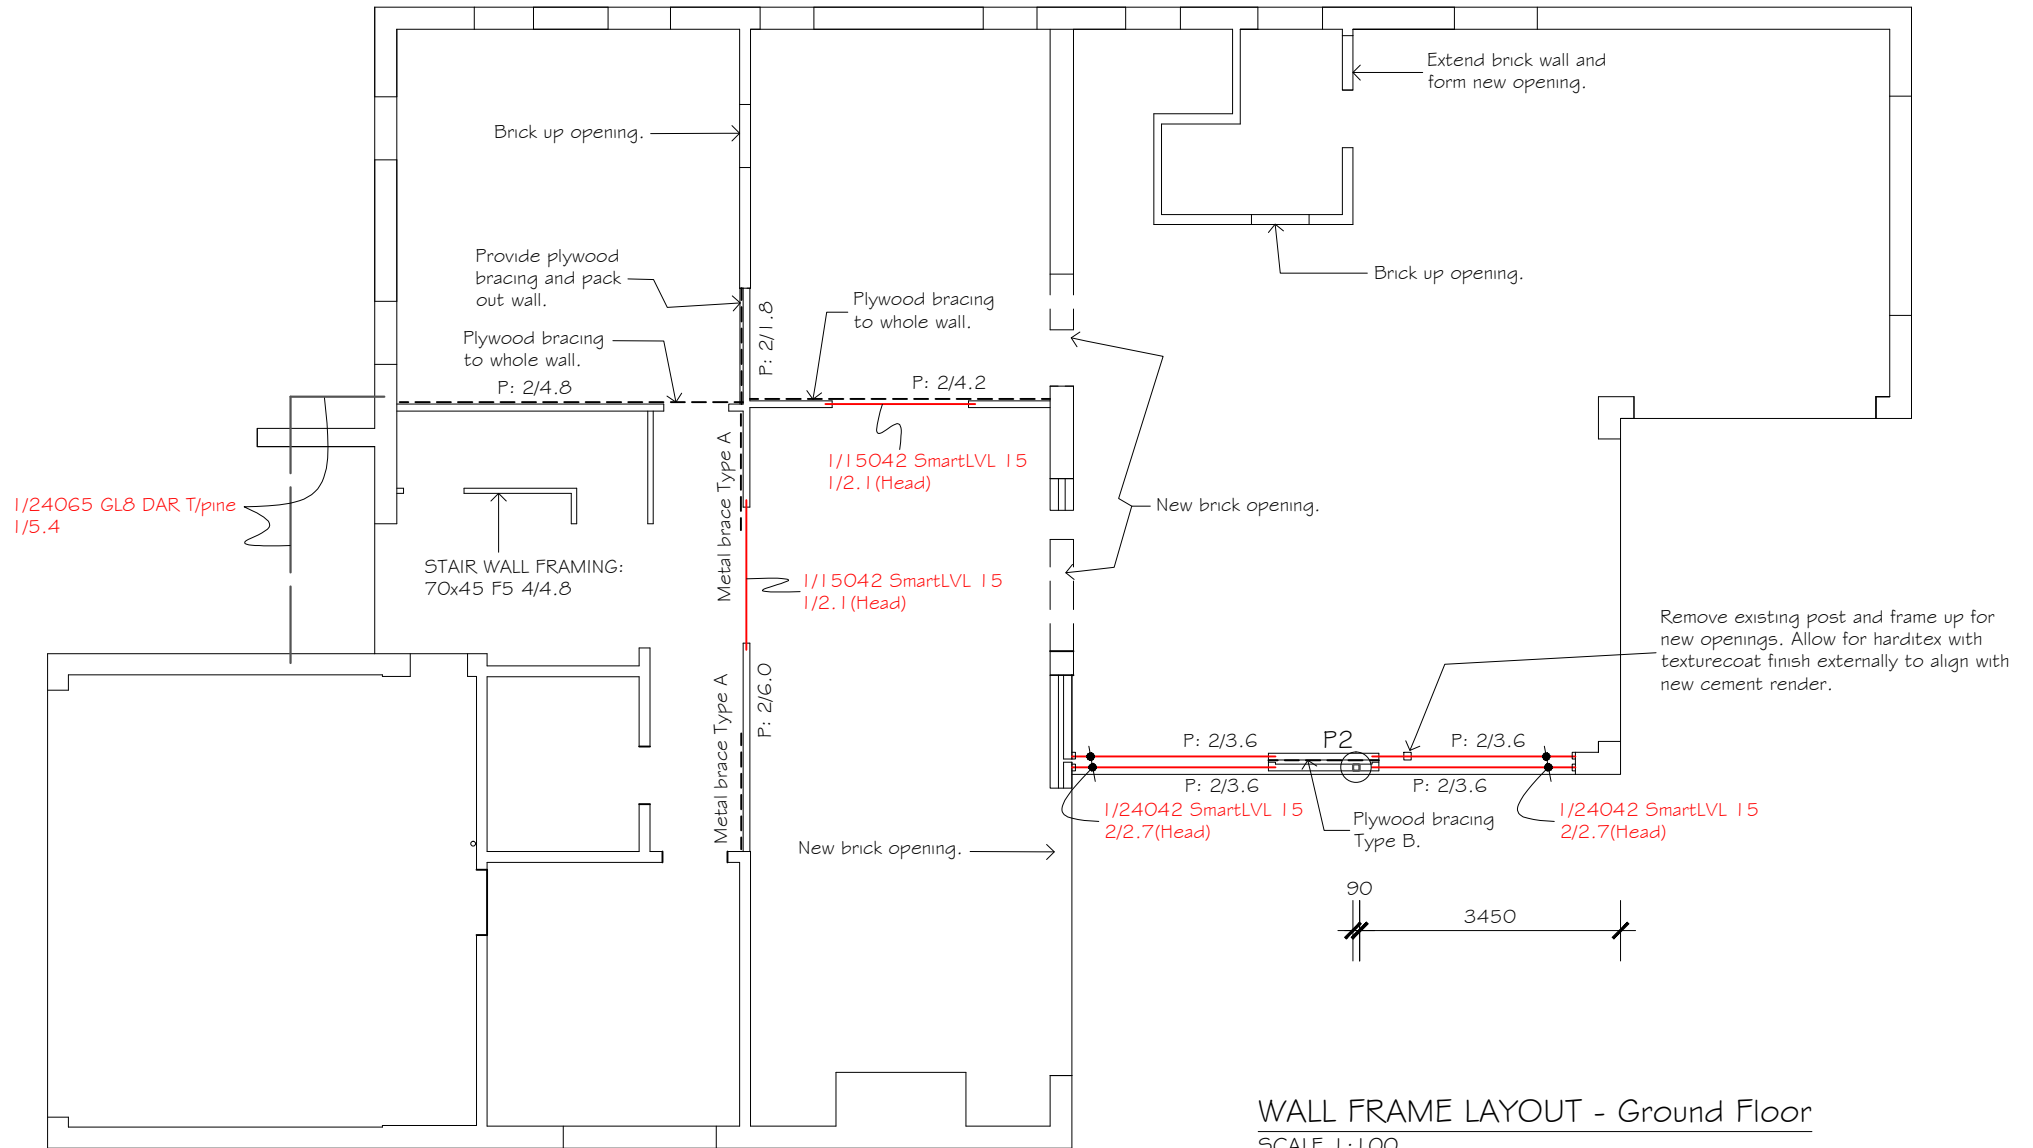 Extend brick wall and
form new opening.
Brick up opening.
Provide plywood
bracing and pack
out wall.
Brick up opening.
Plywood bracing
to whole wall.
P: 2/1.8
Plywood bracing
to whole wall.
P: 2/4.8
P: 2/4.2
Metal brace Type A
1/15042 SmartLVL 15
1/2.1(Head)
1/24065 GL8 DAR T/pine
1/5.4
New brick opening.
STAIR WALL FRAMING:
70x45 F5 4/4.8
1/15042 SmartLVL 15
1/2.1(Head)
Remove existing post and frame up for
new openings. Allow for harditex with
texturecoat finish externally to align with
new cement render.
Metal brace Type A
P: 2/6.0
P: 2/3.6
P2
P: 2/3.6
P: 2/3.6
P: 2/3.6
1/24042 SmartLVL 15
2/2.7(Head)
Plywood bracing
Type B.
1/24042 SmartLVL 15
2/2.7(Head)
New brick opening.
90
3450
WALL FRAME LAYOUT - Ground Floor
SCALE 1:100